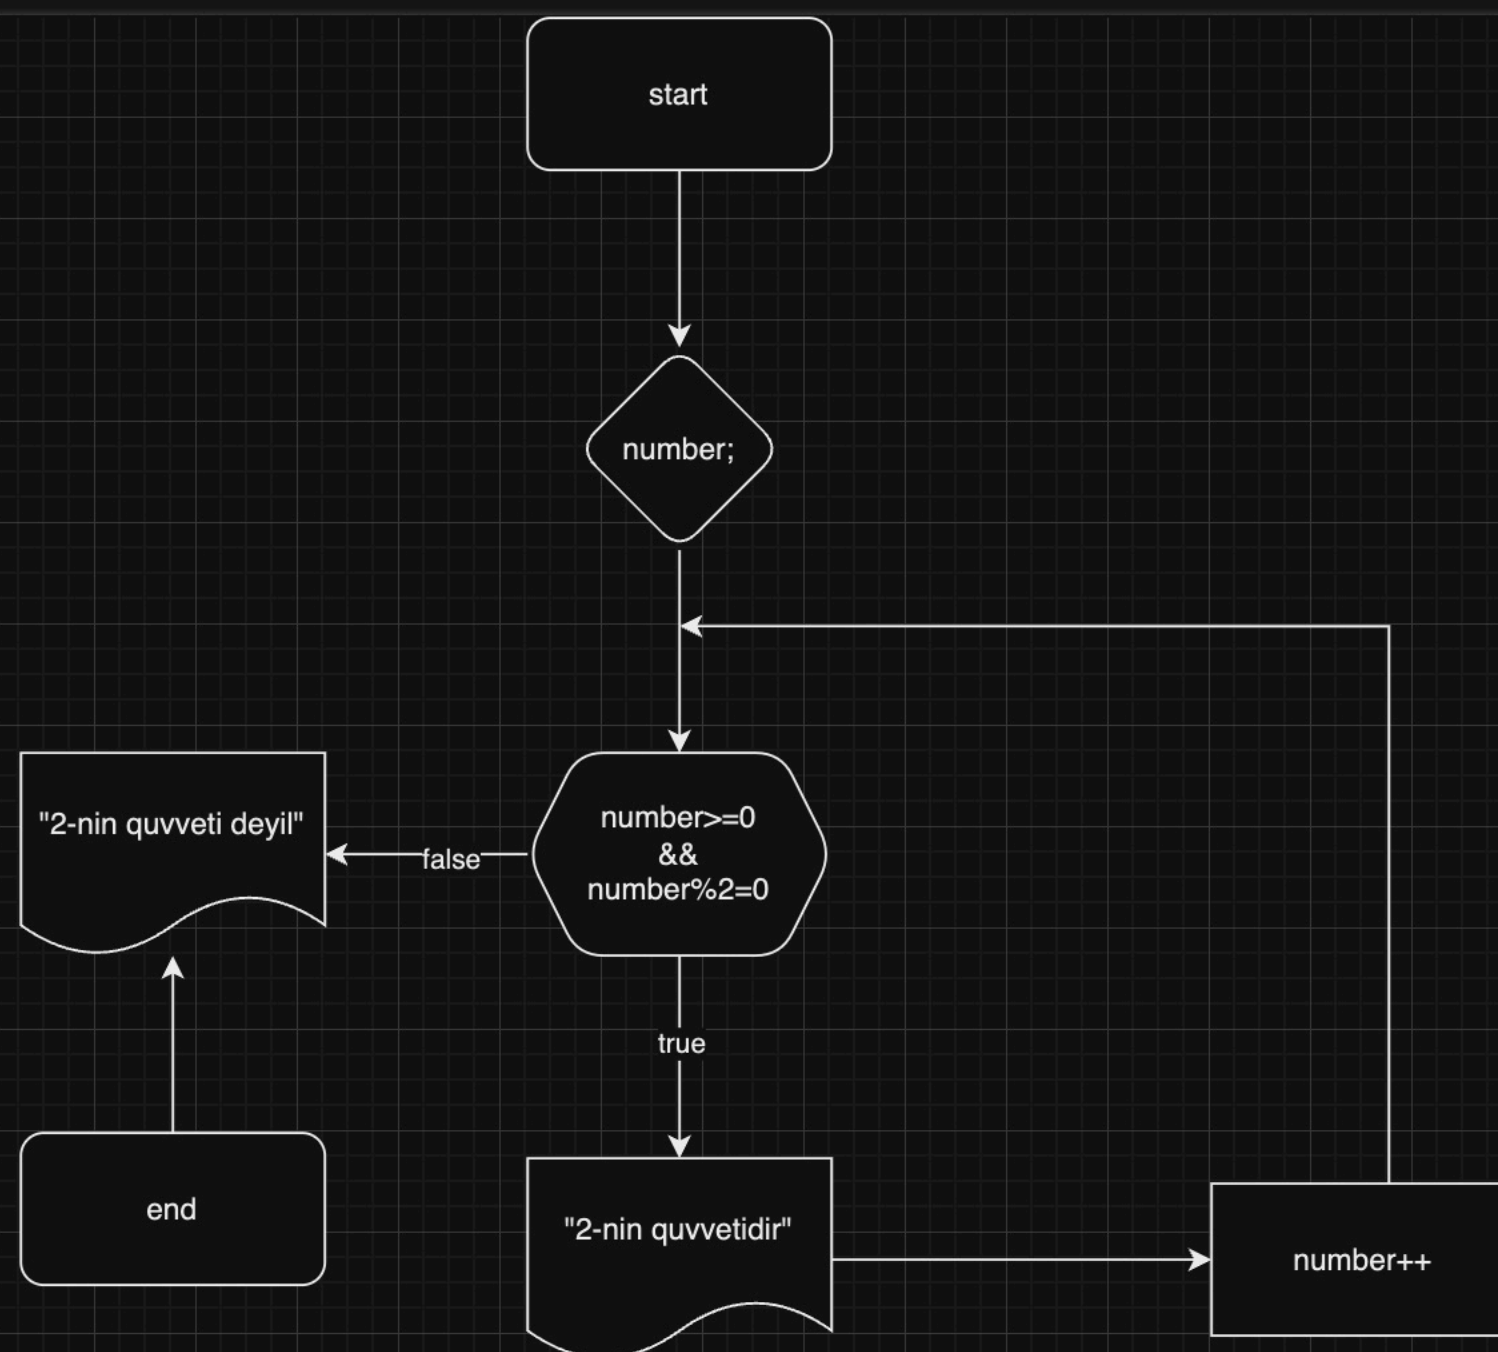 start
number;
"2-nin quvveti deyil"
false
number>=0
&&
number%2=0
true
end
"2-nin quvvetidir"
number++